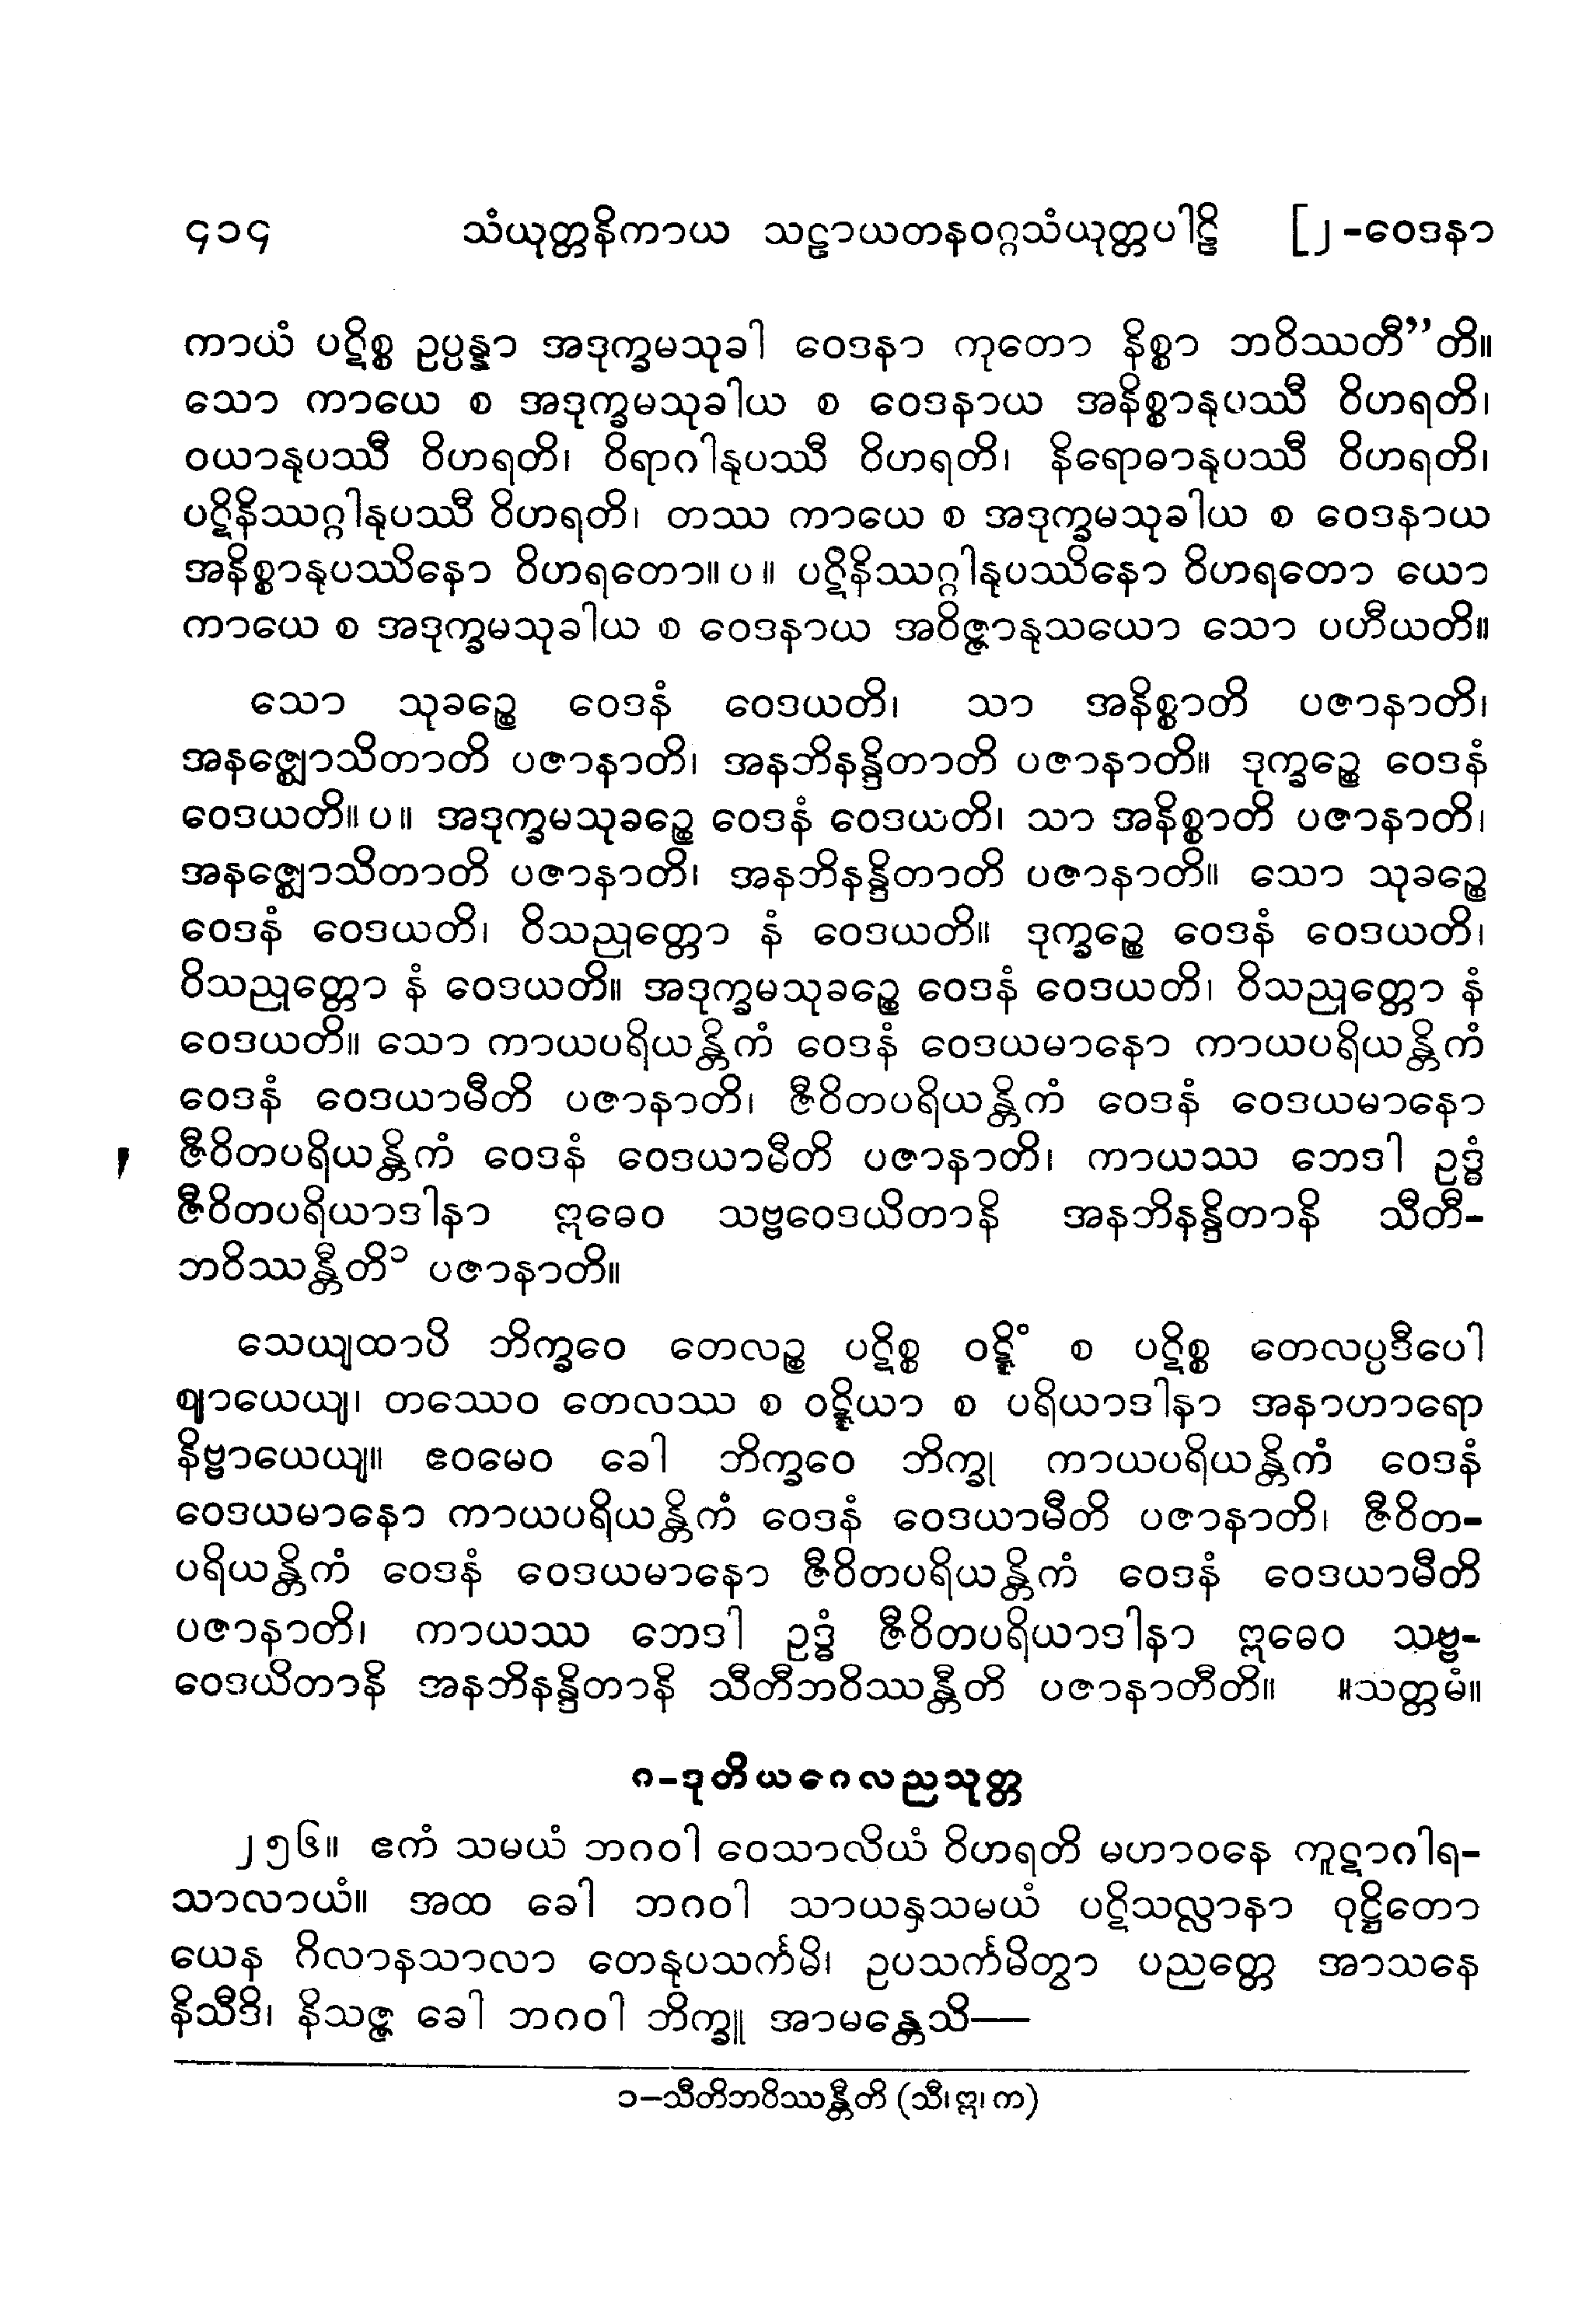 ၄၁၄ သံယုတ္တနိကာယ သဠာယတနဝဂ္ဂသံယုတ္တပါဠိ [၂-ဝေဒနာ
ကာယံ ပဋိစ္စ ဥပ္ပန္နာ အဒုက္ခမသုခါ ဝေဒနာ ကုတော နိစ္စာ ဘဝိဿတီ”တိ။
သော ကာယေ စ အဒုက္ခမသုခါယ စ ဝေဒနာယ အနိစ္စာနုပဿီ ဝိဟရတိ၊
ဝယာနုပဿီ ဝိဟရတိ၊ ဝိရာဂါနုပဿီ ဝိဟရတိ၊ နိရောဓာနုပဿီ ဝိဟရတိ၊
ပဋိနိဿဂ္ဂါနုပဿီ ဝိဟရတိ၊ တဿ ကာယေ စ အဒုက္ခမသုခါယ စ ဝေဒနာယ
အနိစ္စာနုပဿိနော ဝိဟရတော။ ပ ။ ပဋိနိဿဂ္ဂါနုပဿိနော ဝိဟရတော ယော
ကာယေ စ အဒုက္ခမသုခါယ စ ဝေဒနာယ အဝိဇ္ဇာနုသယော သော ပဟီယတိ။
သော သုခဉ္စေ ဝေဒနံ ဝေဒယတိ၊ သာ အနိစ္စာတိ ပဇာနာတိ၊
အနဇ္ဈောသိတာတိ ပဇာနာတိ၊ အနဘိနန္ဒိတာတိ ပဇာနာတိ။ ဒုက္ခဉ္စေ ဝေဒနံ
ဝေဒယတိ။ ပ ။ အဒုက္ခမသုခဉ္စေ ဝေဒနံ ဝေဒယတိ၊ သာ အနိစ္စာတိ ပဇာနာတိ၊
အနဇ္ဈောသိတာတိ ပဇာနာတိ၊ အနဘိနန္ဒိတာတိ ပဇာနာတိ။ သော သုခဉ္စေ
ဝေဒနံ ဝေဒယတိ၊ ဝိသညုတ္တော နံ ဝေဒယတိ။ ဒုက္ခဉ္စေ ဝေဒနံ ဝေဒယတိ၊
ဝိသညုတ္တော နံ ဝေဒယတိ။ အဒုက္ခမသုခဉ္စေ ဝေဒနံ ဝေဒယတိ၊ ဝိသညုတ္တော နံ
ဝေဒယတိ။ သော ကာယပရိယန္တိကံ ဝေဒနံ ဝေဒယမာနော ကာယပရိယန္တိကံ
ဝေဒနံ ဝေဒယာမီတိ ပဇာနာတိ၊ ဇီဝိတပရိယန္တိကံ ဝေဒနံ ဝေဒယမာနော
ဇီဝိတပရိယန္တိကံ ဝေဒနံ ဝေဒယာမီတိ ပဇာနာတိ၊ ကာယဿ ဘေဒါ ဥဒ္ဓံ
ဇီဝိတပရိယာဒါနာ ဣဓေဝ သဗ္ဗဝေဒယိတာနိ အနဘိနန္ဒိတာနိ သီတီ-
ဘဝိဿန္တီတိ၁ ပဇာနာတိ။
သေယျထာပိ ဘိက္ခဝေ တေလဉ္စ ပဋိစ္စ ဝဋ္ဋိံ စ ပဋိစ္စ တေလပ္ပဒီပေါ
ဈာယေယျ၊ တဿေဝ တေလဿ စ ဝဋ္ဋိယာ စ ပရိယာဒါနာ အနာဟာရော
နိဗ္ဗာယေယျ။ ဧဝမေဝ ခေါ ဘိက္ခဝေ ဘိက္ခု ကာယပရိယန္တိကံ ဝေဒနံ
ဝေဒယမာနော ကာယပရိယန္တိကံ ဝေဒနံ ဝေဒယာမီတိ ပဇာနာတိ၊ ဇီဝိတ-
ပရိယန္တိကံ ဝေဒနံ ဝေဒယမာနော ဇီဝိတပရိယန္တိကံ ဝေဒနံ ဝေဒယာမီတိ
ပဇာနာတိ၊ ကာယဿ ဘေဒါ ဥဒ္ဓံ ဇီဝိတပရိယာဒါနာ ဣဓေဝ သဗ္ဗ-
ဝေဒယိတာနိ အနဘိနန္ဒိတာနိ သီတီဘဝိဿန္တီတိ ပဇာနာတီတိ။ ။သတ္တမံ။
၈-ဒုတိယဂေလညသုတ္တ
၂၅၆။ ဧကံ သမယံ ဘဂဝါ ဝေသာလိယံ ဝိဟရတိ မဟာဝနေ ကူဋာဂါရ-
သာလာယံ။ အထ ခေါ ဘဂဝါ သာယနှသမယံ ပဋိသလ္လာနာ ဝုဋ္ဌိတော
ယေန ဂိလာနသာလာ တေနုပသင်္ကမိ၊ ဥပသင်္ကမိတွာ ပညတ္တေ အာသနေ
နိသီဒိ၊ နိသဇ္ဇ ခေါ ဘဂဝါ ဘိက္ခူ အာမန္တေသိ—
၁-သီတိဘဝိဿန္တီတိ (သီ၊ ဣ၊ က)